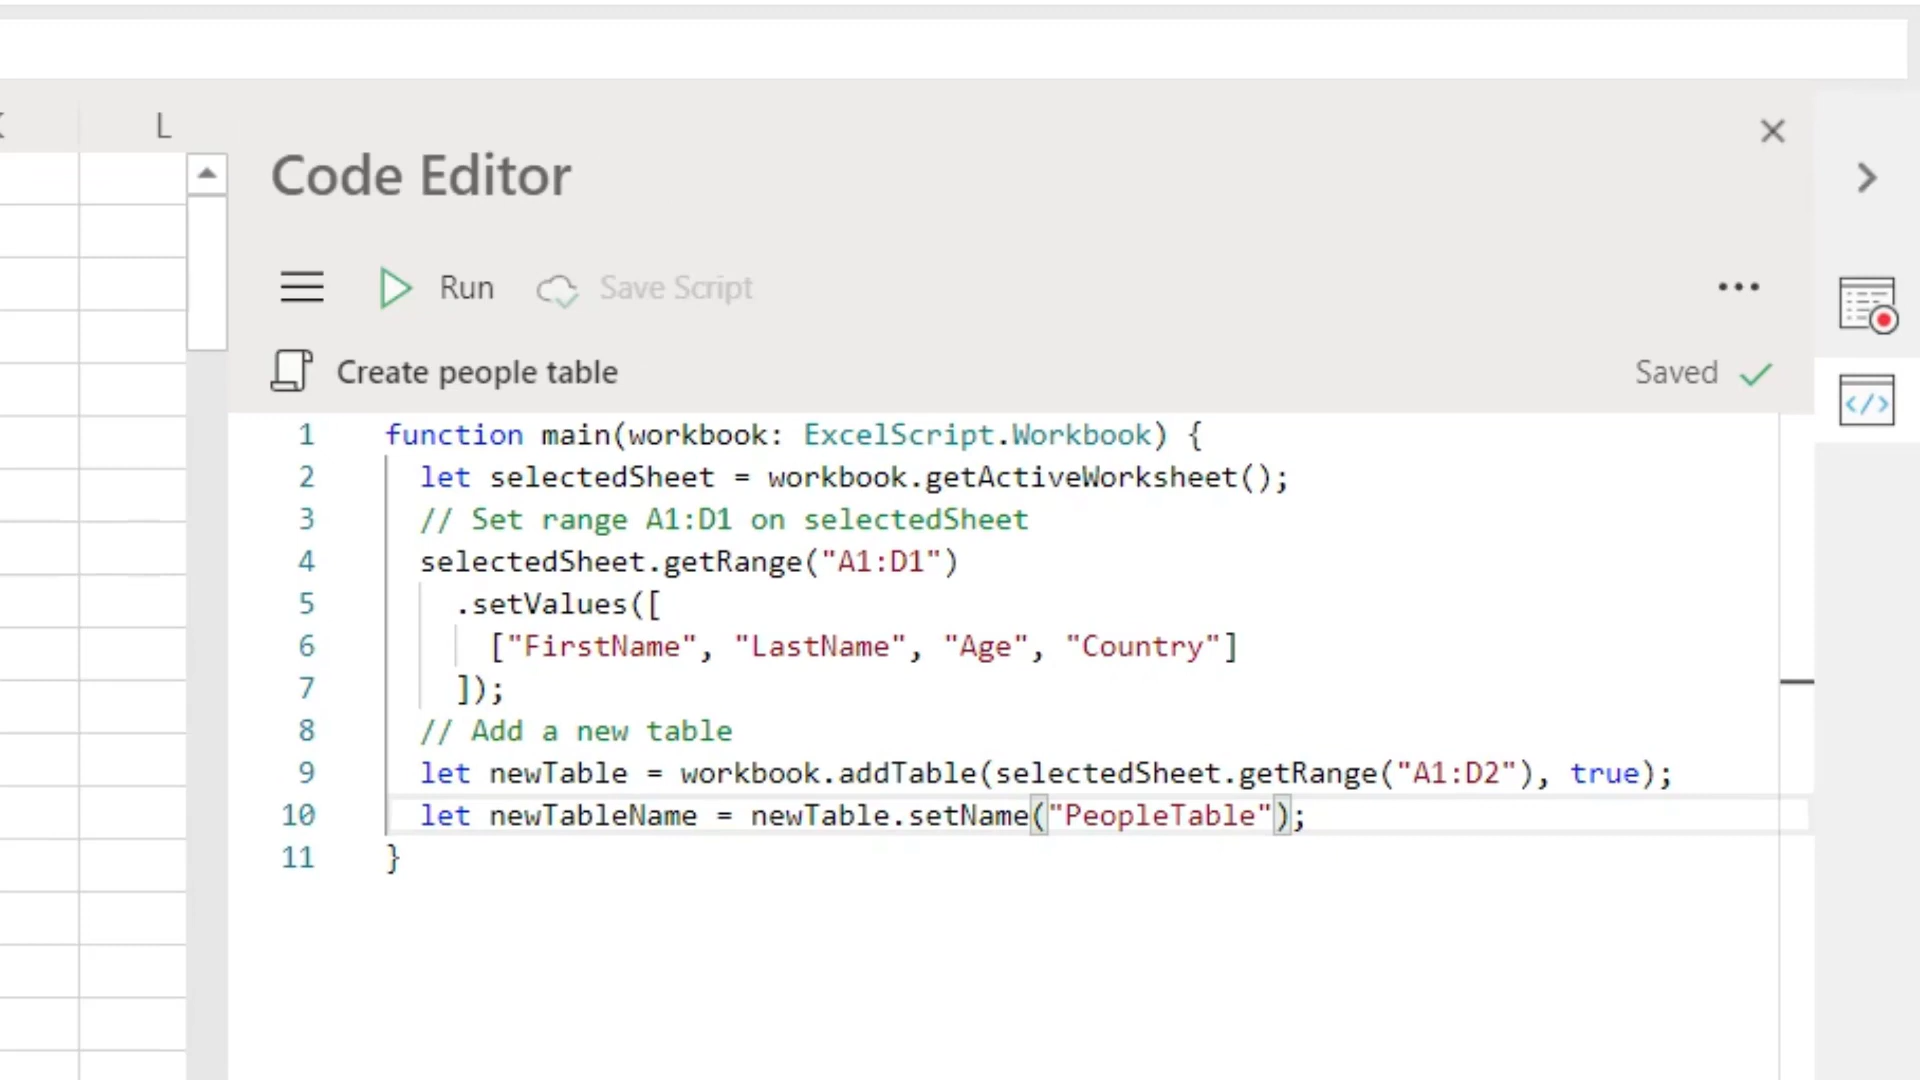 L
Code Editor
Run
Save Script
Create people table
Saved
1 function main(workbook: ExcelScript.Workbook) {
2 let selectedSheet = workbook.getActiveWorksheet();
3 // Set range A1:D1 on selectedSheet
4 selectedSheet.getRange("A1:D1")
5 .setValues([
6 ["FirstName", "LastName", "Age", "Country"]
7 ]);
8 // Add a new table
9 let newTable = workbook.addTable(selectedSheet.getRange("A1:D2"), true);
10 let newTableName = newTable.setName("PeopleTable");
11 }